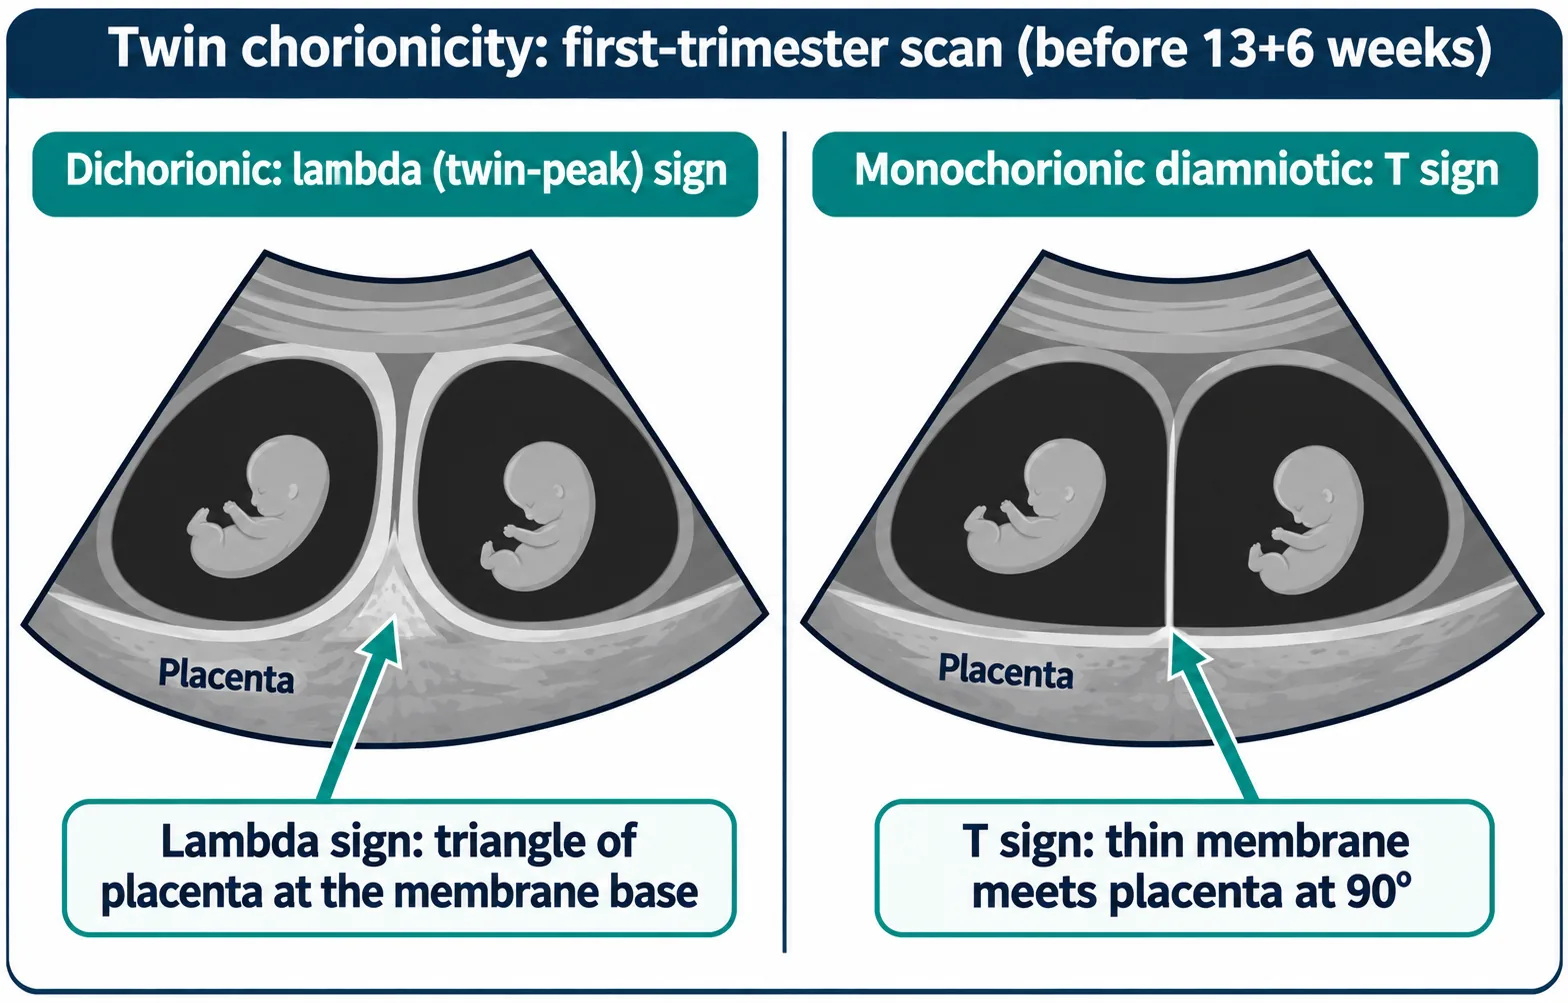 Twin chorionicity: first-trimester scan (before 13+6 weeks)
Dichorionic: lambda (twin-peak) sign
Placenta
Lambda sign: triangle of
placenta at the membrane base
Monochorionic diamniotic: T sign
Placenta
T sign: thin membrane
meets placenta at 90°